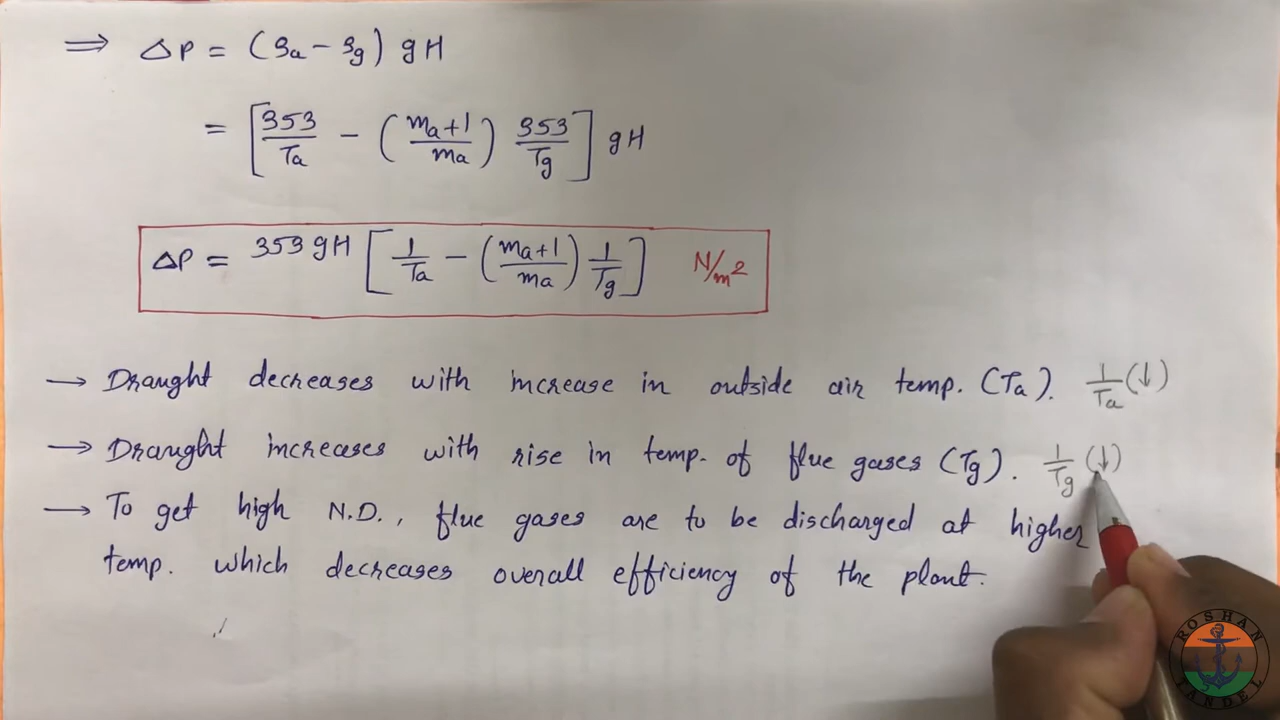 ⇒ ΔP = (ρa − ρg) gH
= [353/Ta − (ma+1/ma) 353/Tg] gH
ΔP = 353 gH [1/Ta − (ma+1/ma) 1/Tg] N/m²
→ Draught decreases with increase in outside air temp. (Ta). 1/Ta (↓)
→ Draught increases with rise in temp. of flue gases (Tg). 1/Tg (↓)
→ To get high N.D., flue gases are to be discharged at higher
temp. which decreases overall efficiency of the plant.
ROSHAN
TANDEL